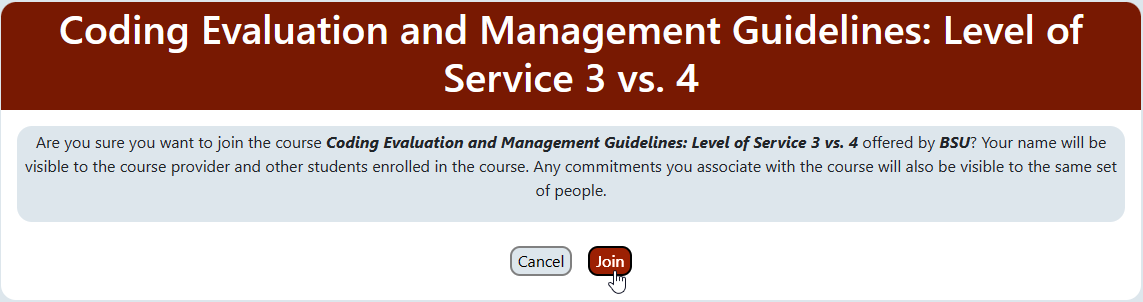 Coding Evaluation and Management Guidelines: Level of
Service 3 vs. 4
Are you sure you want to join the course Coding Evaluation and Management Guidelines: Level of Service 3 vs. 4 offered by BSU? Your name will be
visible to the course provider and other students enrolled in the course. Any commitments you associate with the course will also be visible to the same set
of people.
Cancel
Join